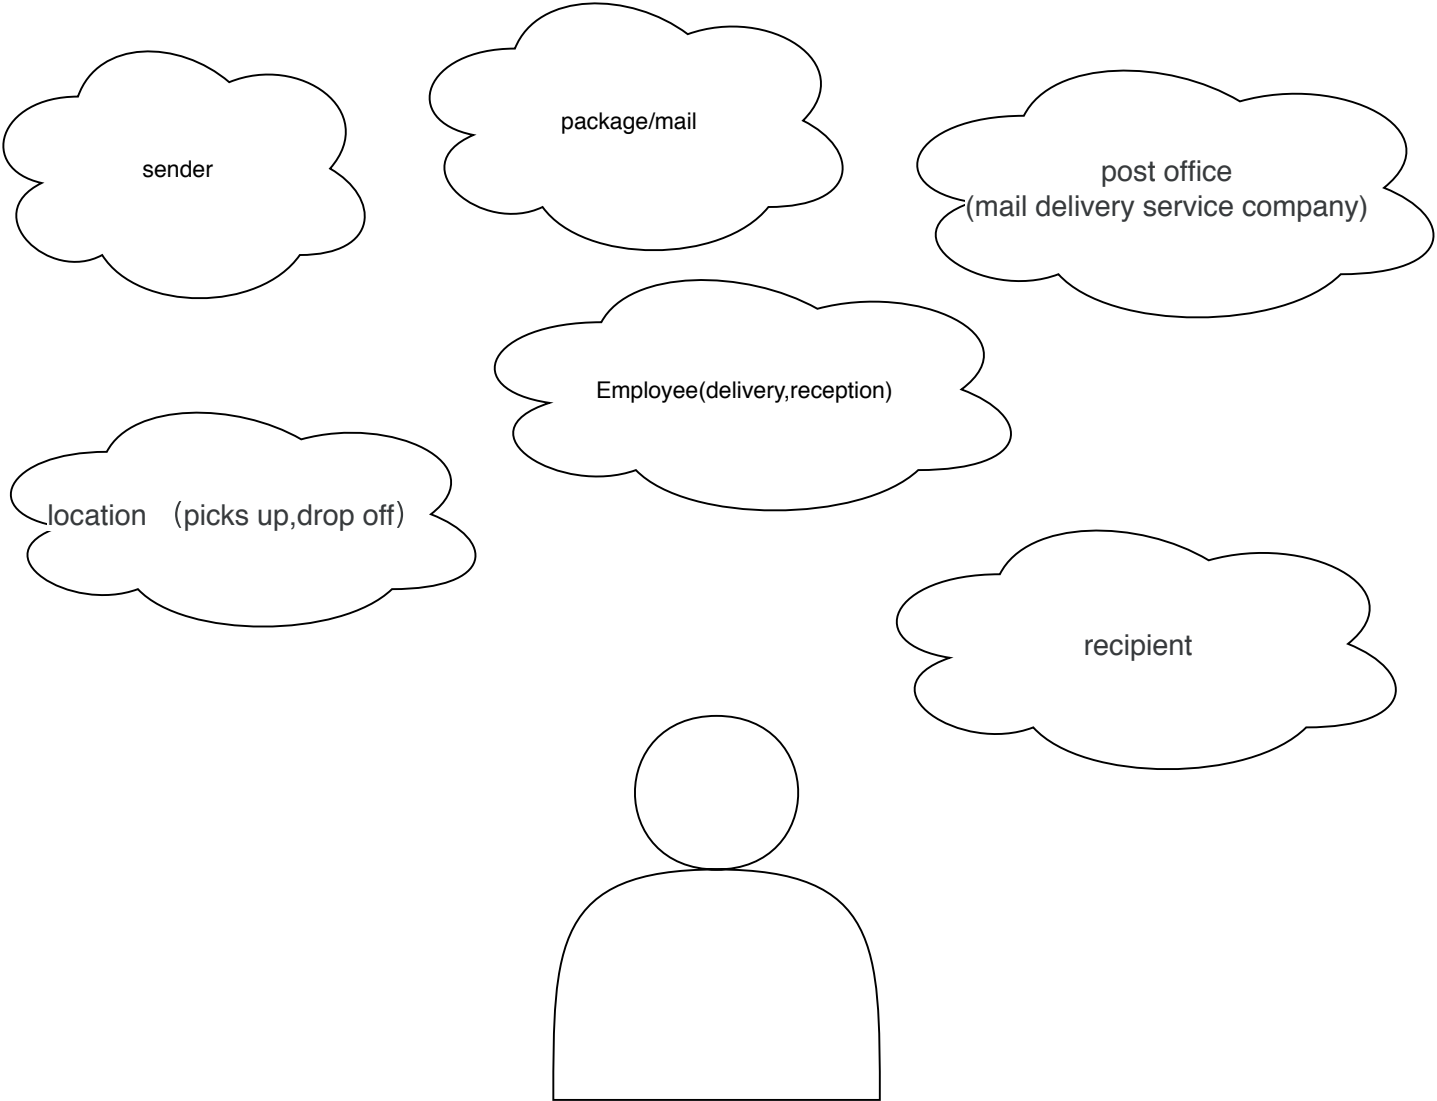 sender
package/mail
post office
(mail delivery service company)
Employee(delivery,reception)
location （picks up,drop off）
recipient